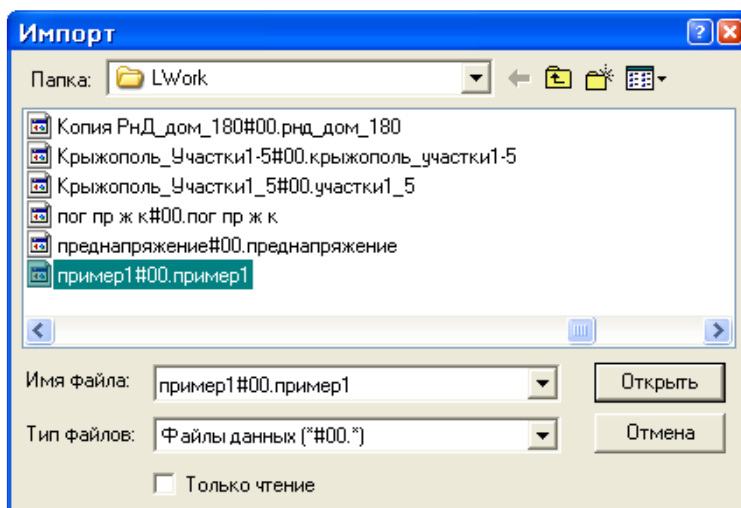 Импорт
Папка: LWork
Копия РнД_дом_180#00.рнд_дом_180
Крыжополь_Участки1-5#00.крыжополь_участки1-5
Крыжополь_Участки1_5#00.участки1_5
пог пр ж к#00.пог пр ж к
преднапряжение#00.преднапряжение
пример1#00.пример1
Имя файла: пример1#00.пример1 Открыть
Тип файлов: Файлы данных (*#00.*) Отмена
Только чтение